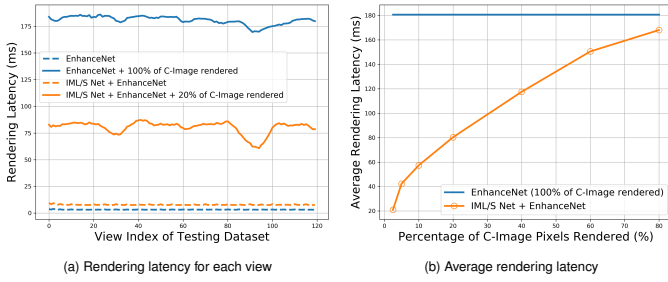 Rendering Latency (ms)
175
150
125
100
75
50
25
0
EnhanceNet
EnhanceNet + 100% of C-Image rendered
IML/S Net + EnhanceNet
IML/S Net + EnhanceNet + 20% of C-Image rendered
0 20 40 60 80 100 120
View Index of Testing Dataset
(a) Rendering latency for each view
Average Rendering Latency (ms)
180
160
140
120
100
80
60
40
20
EnhanceNet (100% of C-Image rendered)
IML/S Net + EnhanceNet
10 20 30 40 50 60 70 80
Percentage of C-Image Pixels Rendered (%)
(b) Average rendering latency